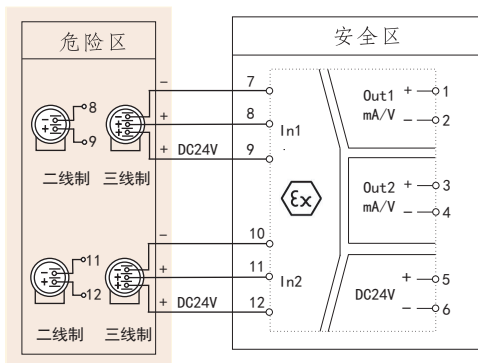 危险区
安全区
- 7
+ 8
+ DC24V 9
8
9
二线制 三线制
In1
Out1 + 1
mA/V - 2
Ex
Out2 + 3
mA/V - 4
- 10
+ 11
+ DC24V 12
11
12
二线制 三线制
In2
DC24V + 5
- 6